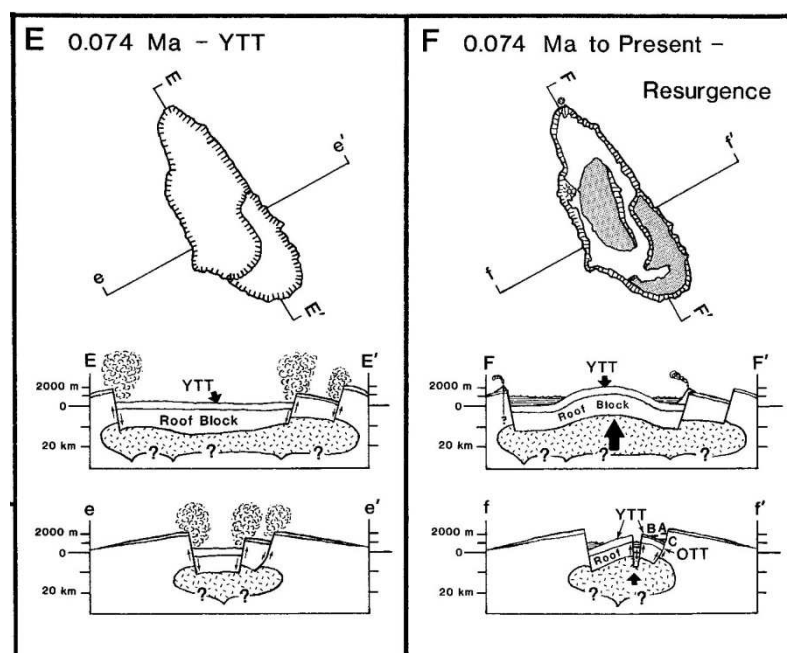 E 0.074 Ma - YTT
E
e'
e
E'
E
E'
2000 m
0
YTT
Roof Block
20 km
? ? ? ?
e
e'
2000 m
0
20 km
? ?
F 0.074 Ma to Present -
Resurgence
F
f'
f
F'
F
F'
YTT
2000 m
0
?
Roof Block
20 km
? ? ?
f
f'
YTT
BA
2000 m
C
0
Roof
OTT
20 km
? ?